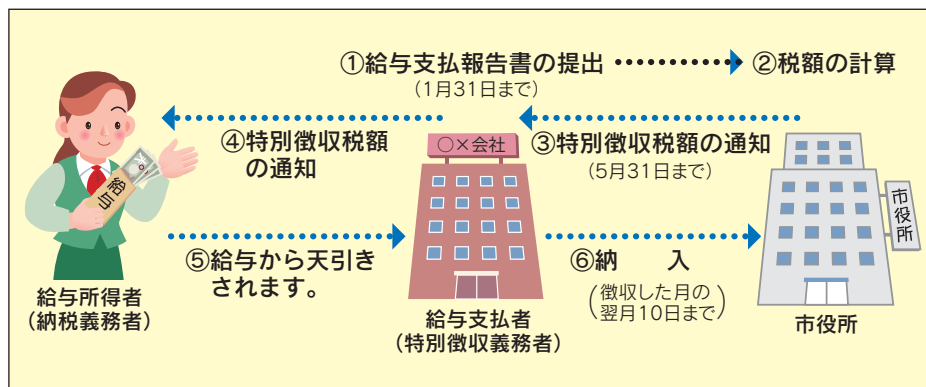 ①給与支払報告書の提出
(1月31日まで)
②税額の計算
④特別徴収税額
の通知
○×会社
③特別徴収税額の通知
(5月31日まで)
給与
市役所
⑤給与から天引き
されます。
⑥納　入
(徴収した月の
翌月10日まで)
給与所得者
(納税義務者)
給与支払者
(特別徴収義務者)
市役所